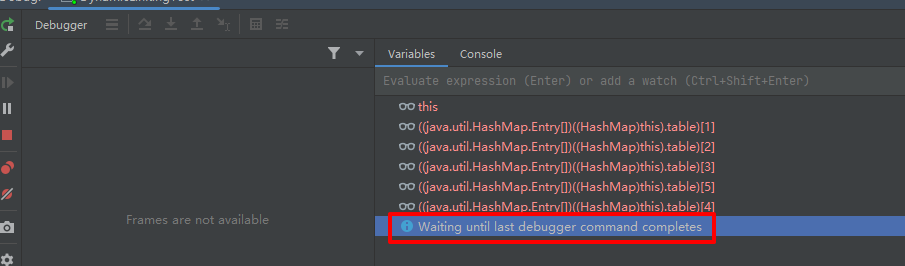 Debugger
Variables
Console
Evaluate expression (Enter) or add a watch (Ctrl+Shift+Enter)
this
((java.util.HashMap.Entry[])((HashMap)this).table)[1]
((java.util.HashMap.Entry[])((HashMap)this).table)[2]
((java.util.HashMap.Entry[])((HashMap)this).table)[3]
((java.util.HashMap.Entry[])((HashMap)this).table)[5]
((java.util.HashMap.Entry[])((HashMap)this).table)[4]
Frames are not available
Waiting until last debugger command completes